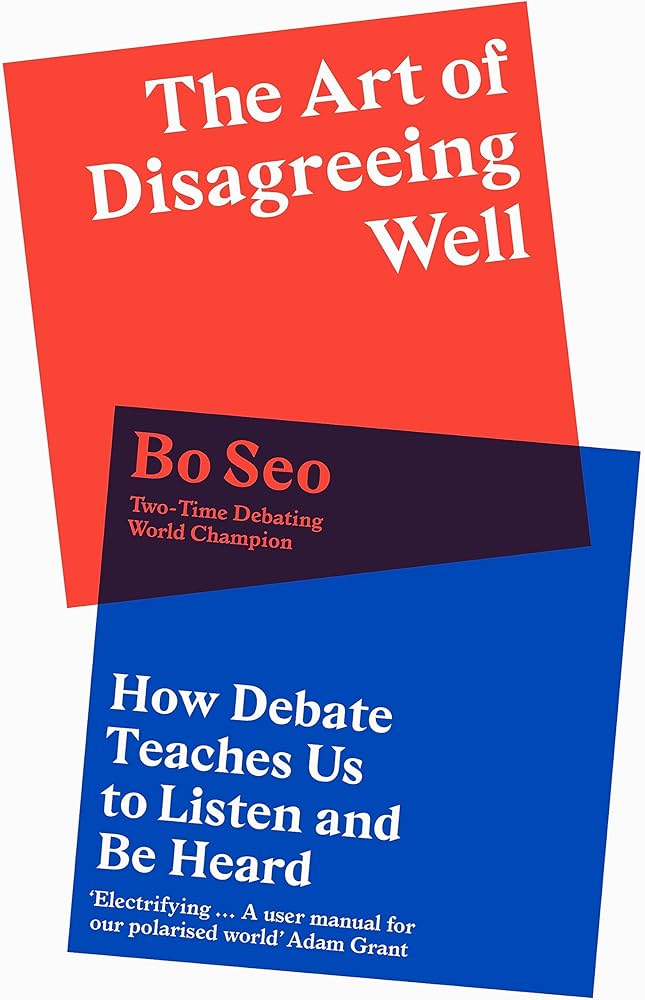 The Art of
Disagreeing
Well
Bo Seo
Two-Time Debating
World Champion
How Debate
Teaches Us
to Listen and
Be Heard
‘Electrifying ... A user manual for
our polarised world’ Adam Grant